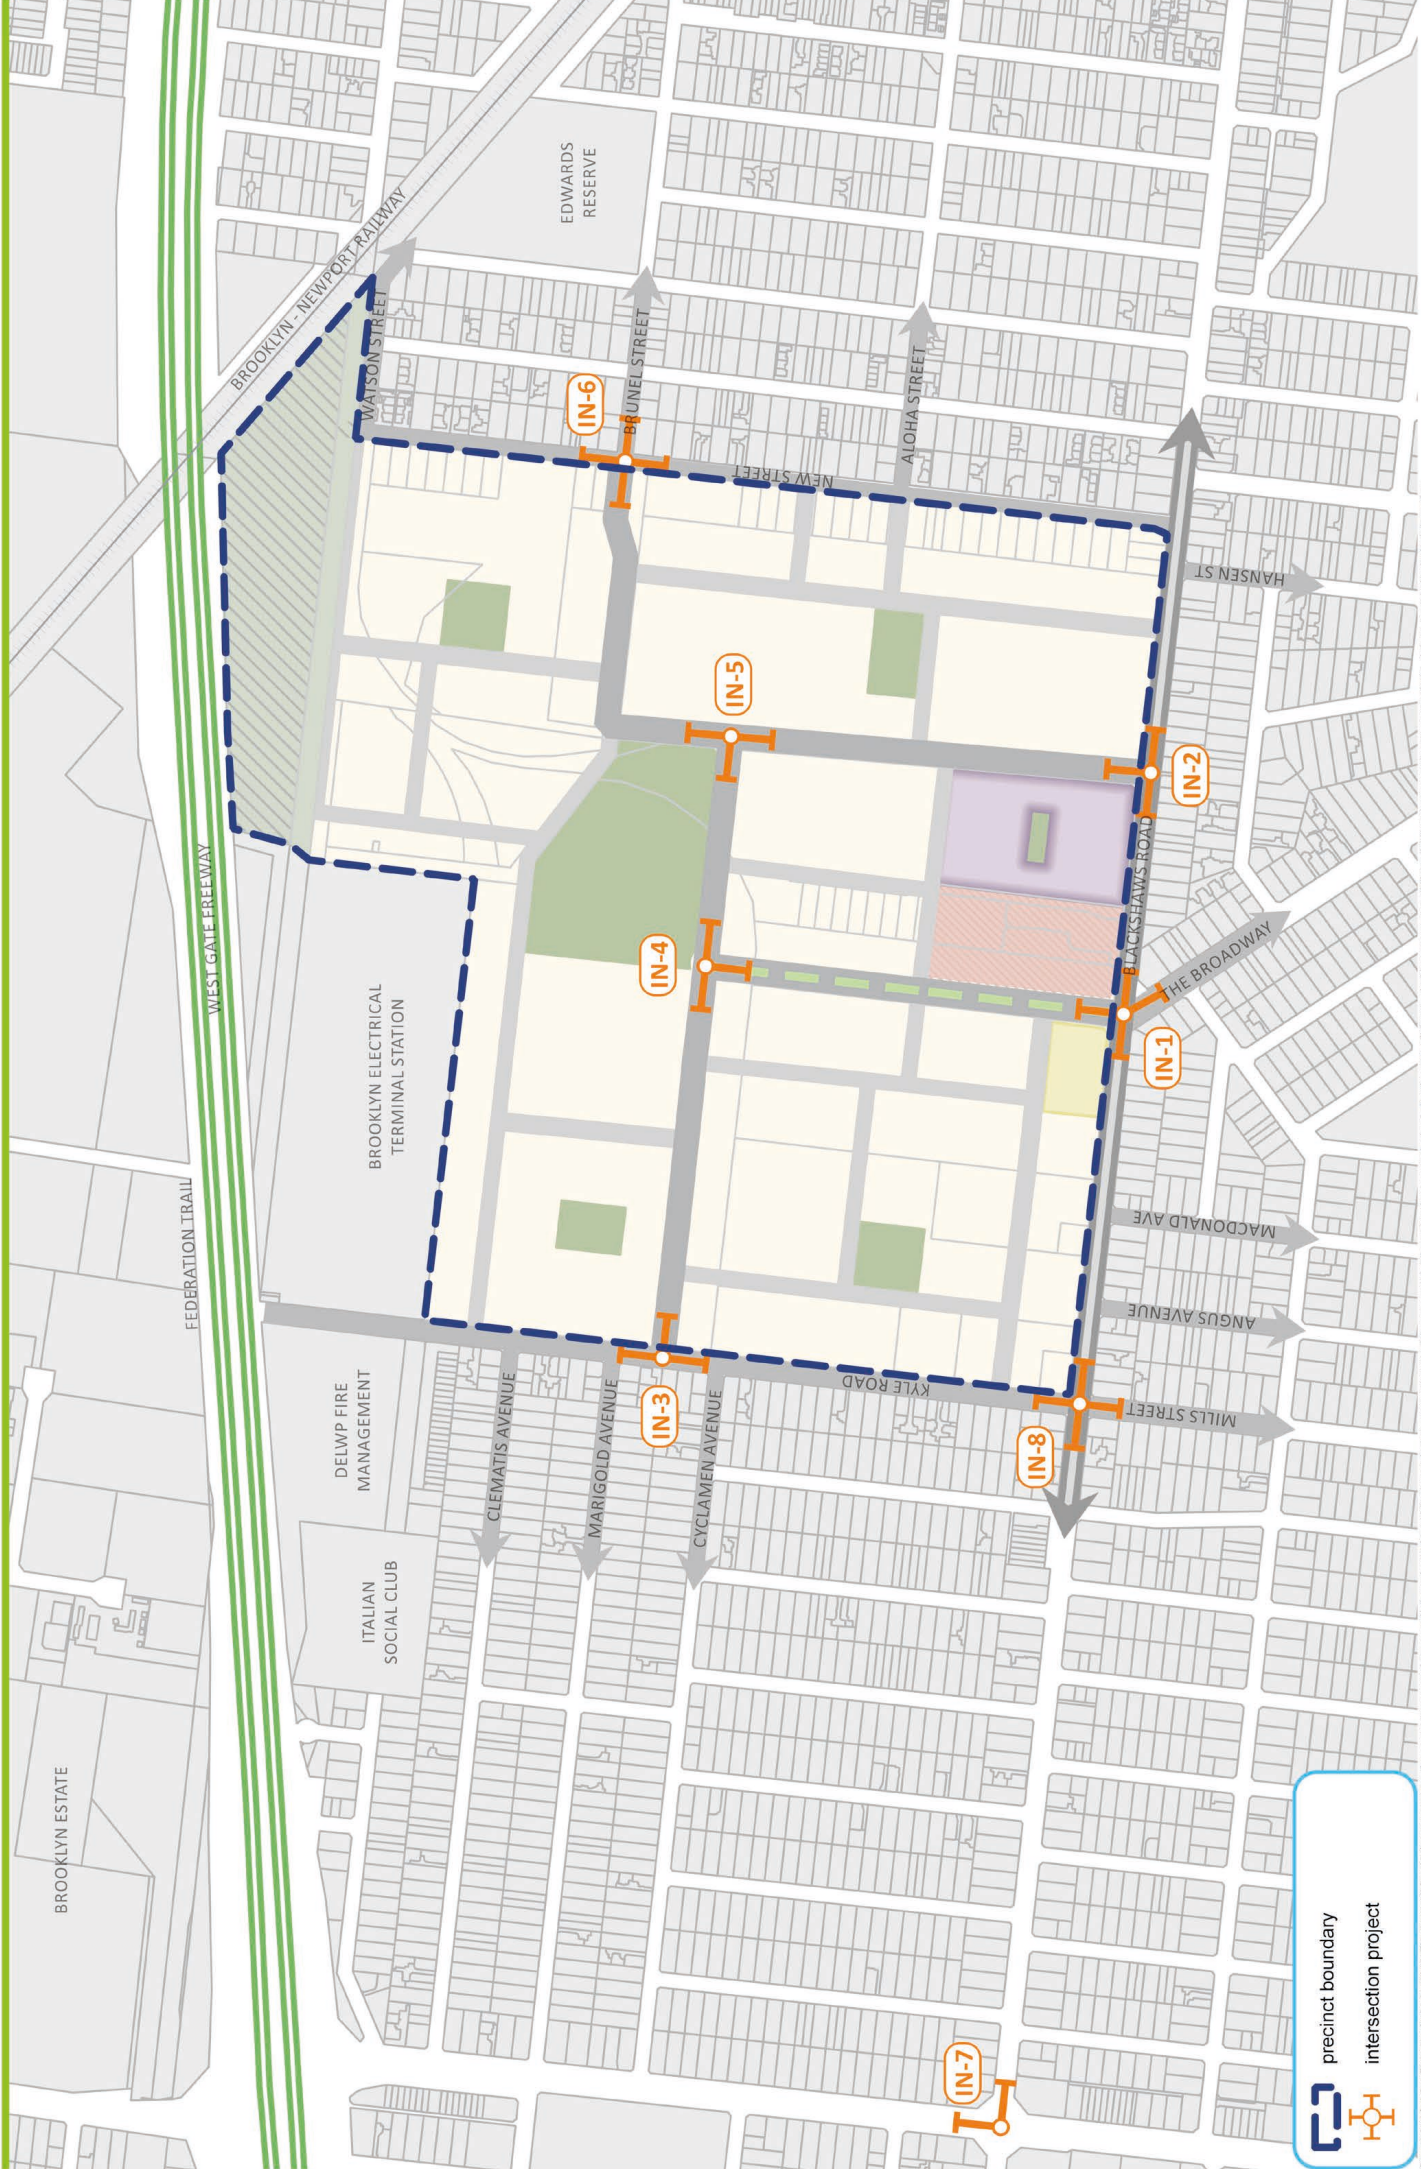 BROOKLYN ESTATE
FEDERATION TRAIL
WEST GATE FREEWAY
BROOKLYN - NEWPORT RAILWAY
ITALIAN
SOCIAL CLUB
DELWP FIRE
MANAGEMENT
BROOKLYN ELECTRICAL
TERMINAL STATION
WATSON STREET
EDWARDS
RESERVE
CLEMATIS AVENUE
MARIGOLD AVENUE
CYCLAMEN AVENUE
IN-3
IN-4
IN-5
IN-6
BRUNEL STREET
NEW STREET
ALOHA STREET
KYLE ROAD
IN-7
IN-8
MILLS STREET
ANGUS AVENUE
MACDONALD AVE
IN-1
THE BROADWAY
BLACKSHAWS ROAD
IN-2
HANSEN ST
precinct boundary
intersection project